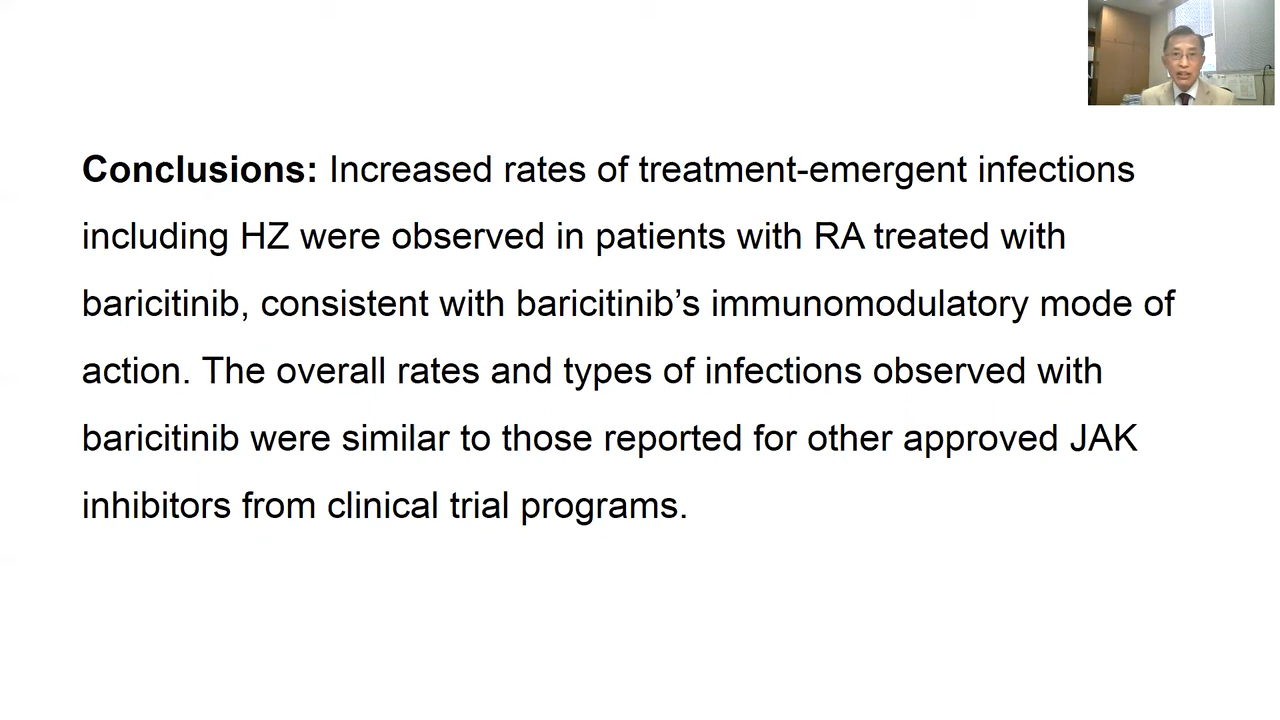 Conclusions: Increased rates of treatment-emergent infections
including HZ were observed in patients with RA treated with
baricitinib, consistent with baricitinib’s immunomodulatory mode of
action. The overall rates and types of infections observed with
baricitinib were similar to those reported for other approved JAK
inhibitors from clinical trial programs.